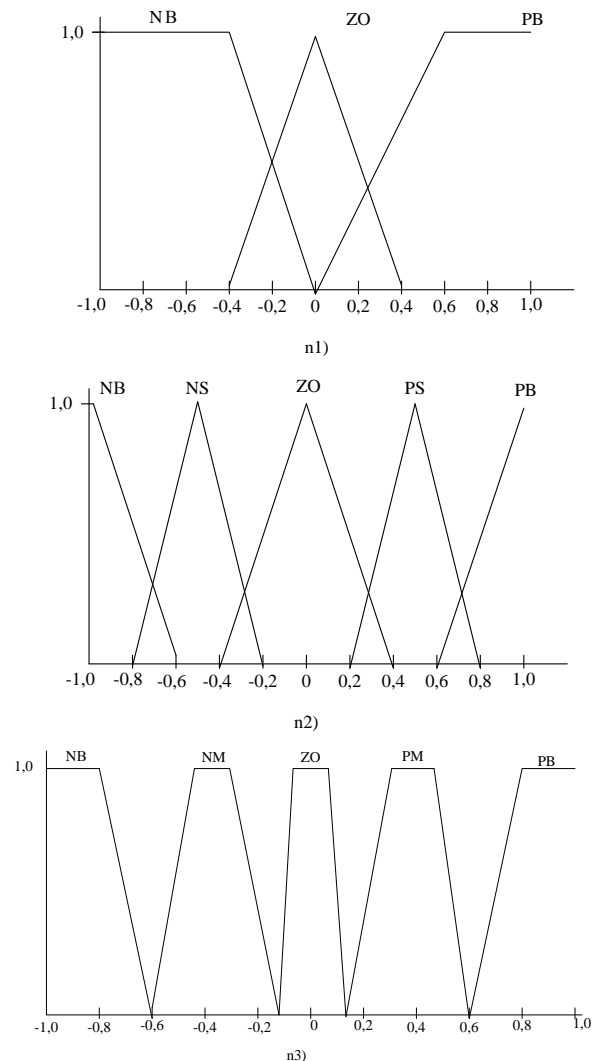 NB ZO PB
1,0
-1,0 -0,8 -0,6 -0,4 -0,2 0 0,2 0,4 0,6 0,8 1,0
n1)
NB NS ZO PS PB
1,0
-1,0 -0,8 -0,6 -0,4 -0,2 0 0,2 0,4 0,6 0,8 1,0
n2)
NB NM ZO PM PB
1,0
-1,0 -0,8 -0,6 -0,4 -0,2 0 0,2 0,4 0,6 0,8 1,0
n3)